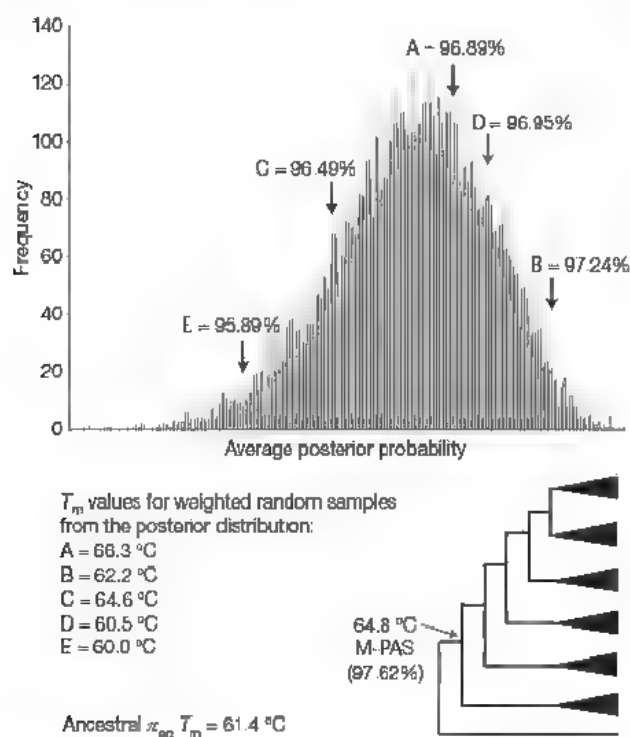 140
120
100
80
60
40
20
0
Frequency
A – 96.89%
D = 96.95%
C = 96.49%
B = 97.24%
E = 95.89%
Average posterior probability
Tm values for weighted random samples
from the posterior distribution:
A = 66.3 °C
B = 62.2 °C
C = 64.6 °C
D = 60.5 °C
E = 60.0 °C
64.8 °C
M-PAS
(97.62%)
Ancestral Tm = 61.4 °C